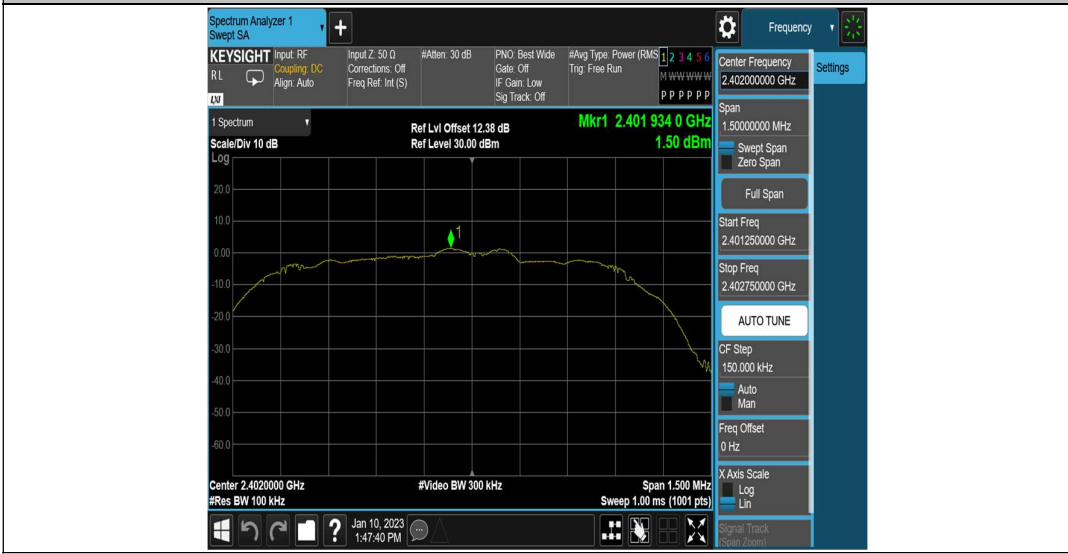 Spectrum Analyzer 1
Swept SA
Frequency
KEYSIGHT
Input: RF
Coupling: DC
Align: Auto
R L
LXI
Input Z: 50 Ω
Corrections: Off
Freq Ref: Int (S)
#Atten: 30 dB
PNO: Best Wide
Gate: Off
IF Gain: Low
Sig Track: Off
#Avg Type: Power (RMS
Trig: Free Run
1 2 3 4 5 6
M W W W W W
P P P P P P
1 Spectrum
Scale/Div 10 dB
Ref Lvl Offset 12.38 dB
Ref Level 30.00 dBm
Mkr1 2.401 934 0 GHz
1.50 dBm
Log
20.0
10.0
0.00
-10.0
-20.0
-30.0
-40.0
-50.0
-60.0
1
Center 2.4020000 GHz
#Res BW 100 kHz
#Video BW 300 kHz
Span 1.500 MHz
Sweep 1.00 ms (1001 pts)
Center Frequency
2.402000000 GHz
Settings
Span
1.50000000 MHz
Swept Span
Zero Span
Full Span
Start Freq
2.401250000 GHz
Stop Freq
2.402750000 GHz
AUTO TUNE
CF Step
150.000 kHz
Auto
Man
Freq Offset
0 Hz
X Axis Scale
Log
Lin
Signal Track
(Span Zoom)
?
Jan 10, 2023
1:47:40 PM